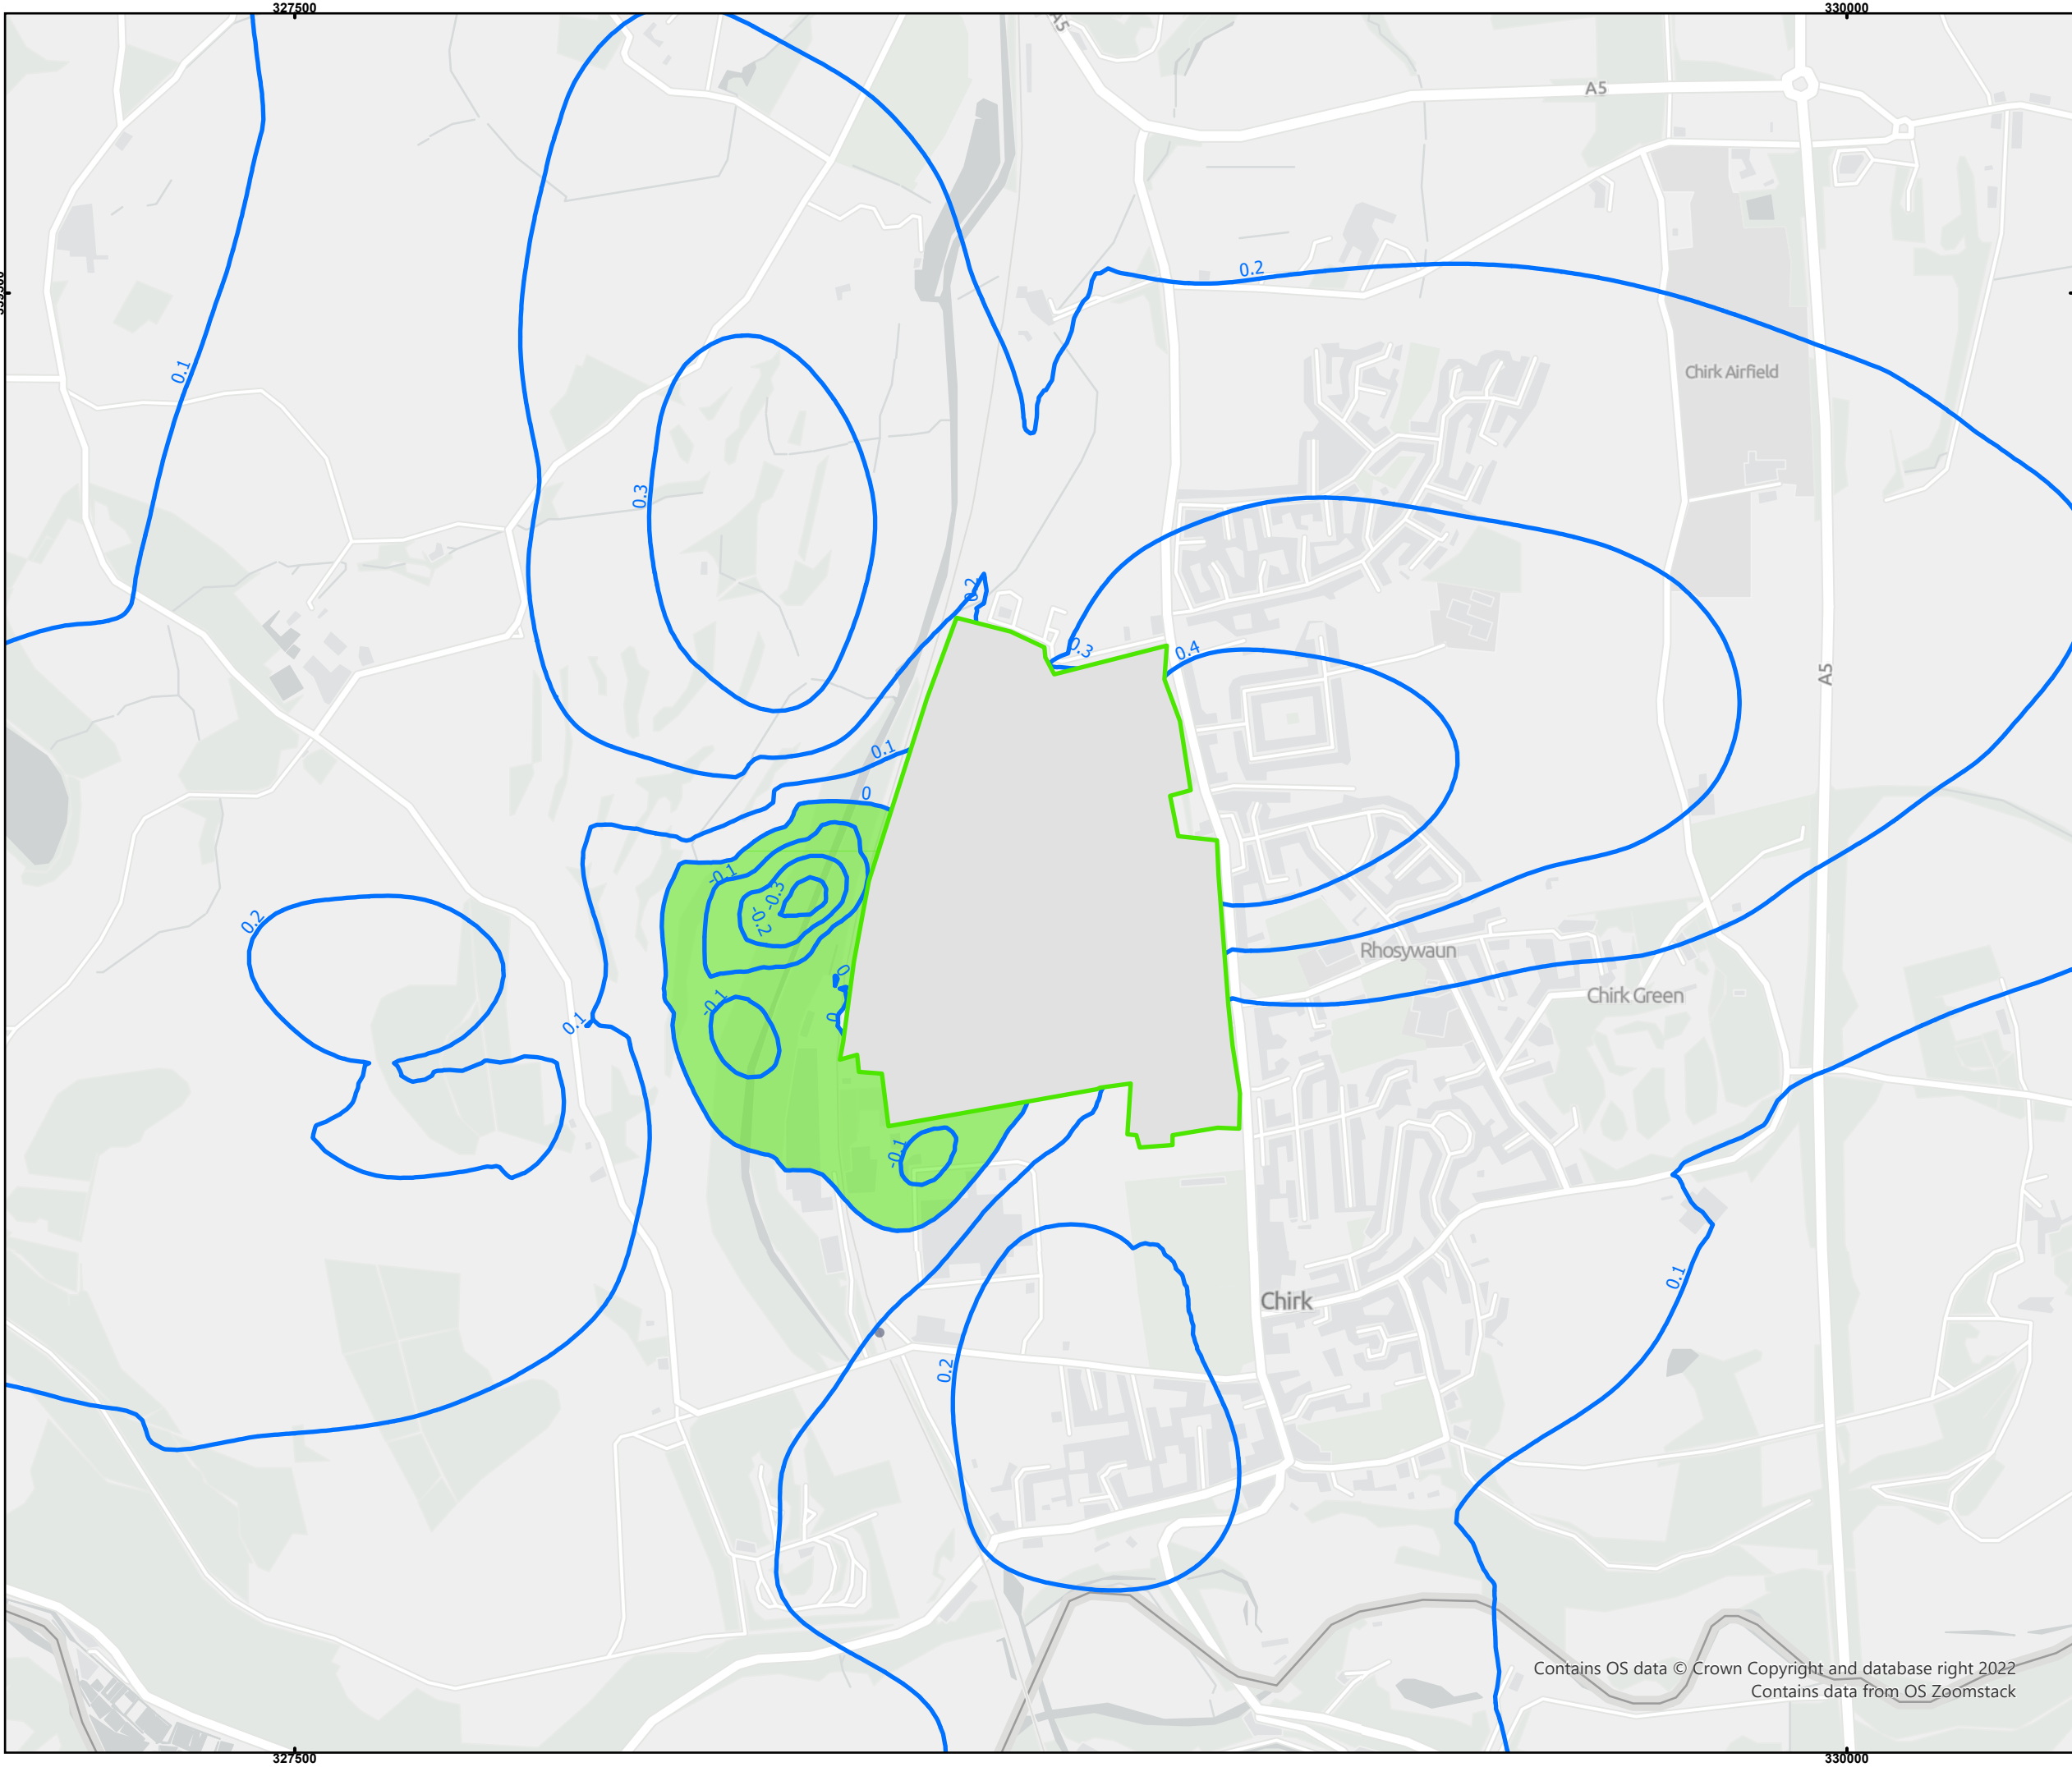 327500
330000
A5
A5
0.2
0.1
Chirk Airfield
0.3
0.2
0.3
0.4
A5
0.1
0
-0.1
-0.3
-0.2
0.2
Rhosywaun
0
-0.1
Chirk Green
0.1
0
-0.1
0.1
Chirk
0.2
Contains OS data © Crown Copyright and database right 2022
Contains data from OS Zoomstack
327500
330000